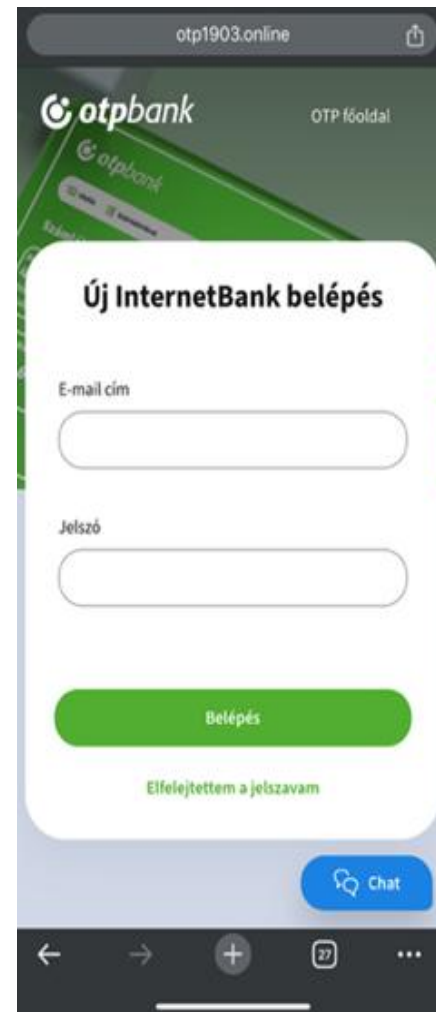 otp1903.online
otpbank
OTP főoldal
otpbank
Új InternetBank belépés
E-mail cím
Jelszó
Belépés
Elfelejtettem a jelszavam
Chat
27